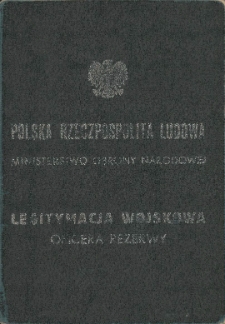 POLSKA RZECZPOSPOLITA LUDOWA
MINISTERSTWO OBRONY NARODOWEJ
LEGITYMACJA WOJSKOWA
OFICERA REZERWY